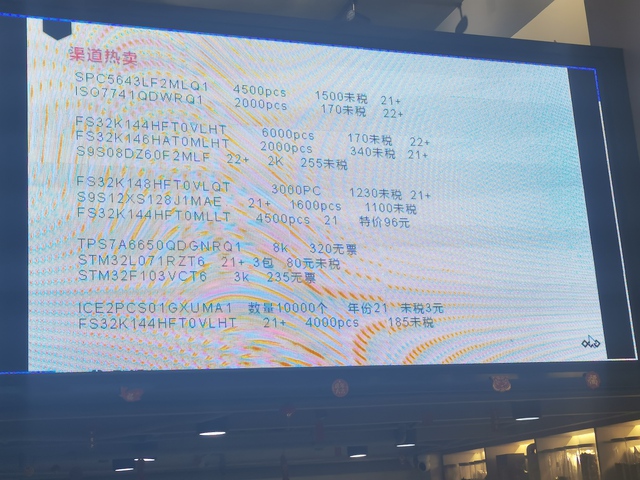 渠道热卖
SPC5643LF2MLQ1 4500pcs 1500未税 21+
ISO7741QDWRQ1 2000pcs 170未税 22+
FS32K144HFT0VLHT 6000pcs 170未税 22+
FS32K146HAT0MLHT 2000pcs 340未税 21+
S9S08DZ60F2MLF 22+ 2K 255未税
FS32K148HFT0VLQT 3000PC 1230未税 21+
S9S12XS128J1MAE 21+ 1600pcs 1100未税
FS32K144HFT0MLLT 4500pcs 21 特价96元
TPS7A6650QDGNRQ1 8k 320无票
STM32L071RZT6 21+ 3包 80元未税
STM32F103VCT6 3k 235无票
ICE2PCS01GXUMA1 数量10000个 年份21 未税3元
FS32K144HFT0VLHT 21+ 4000pcs 185未税